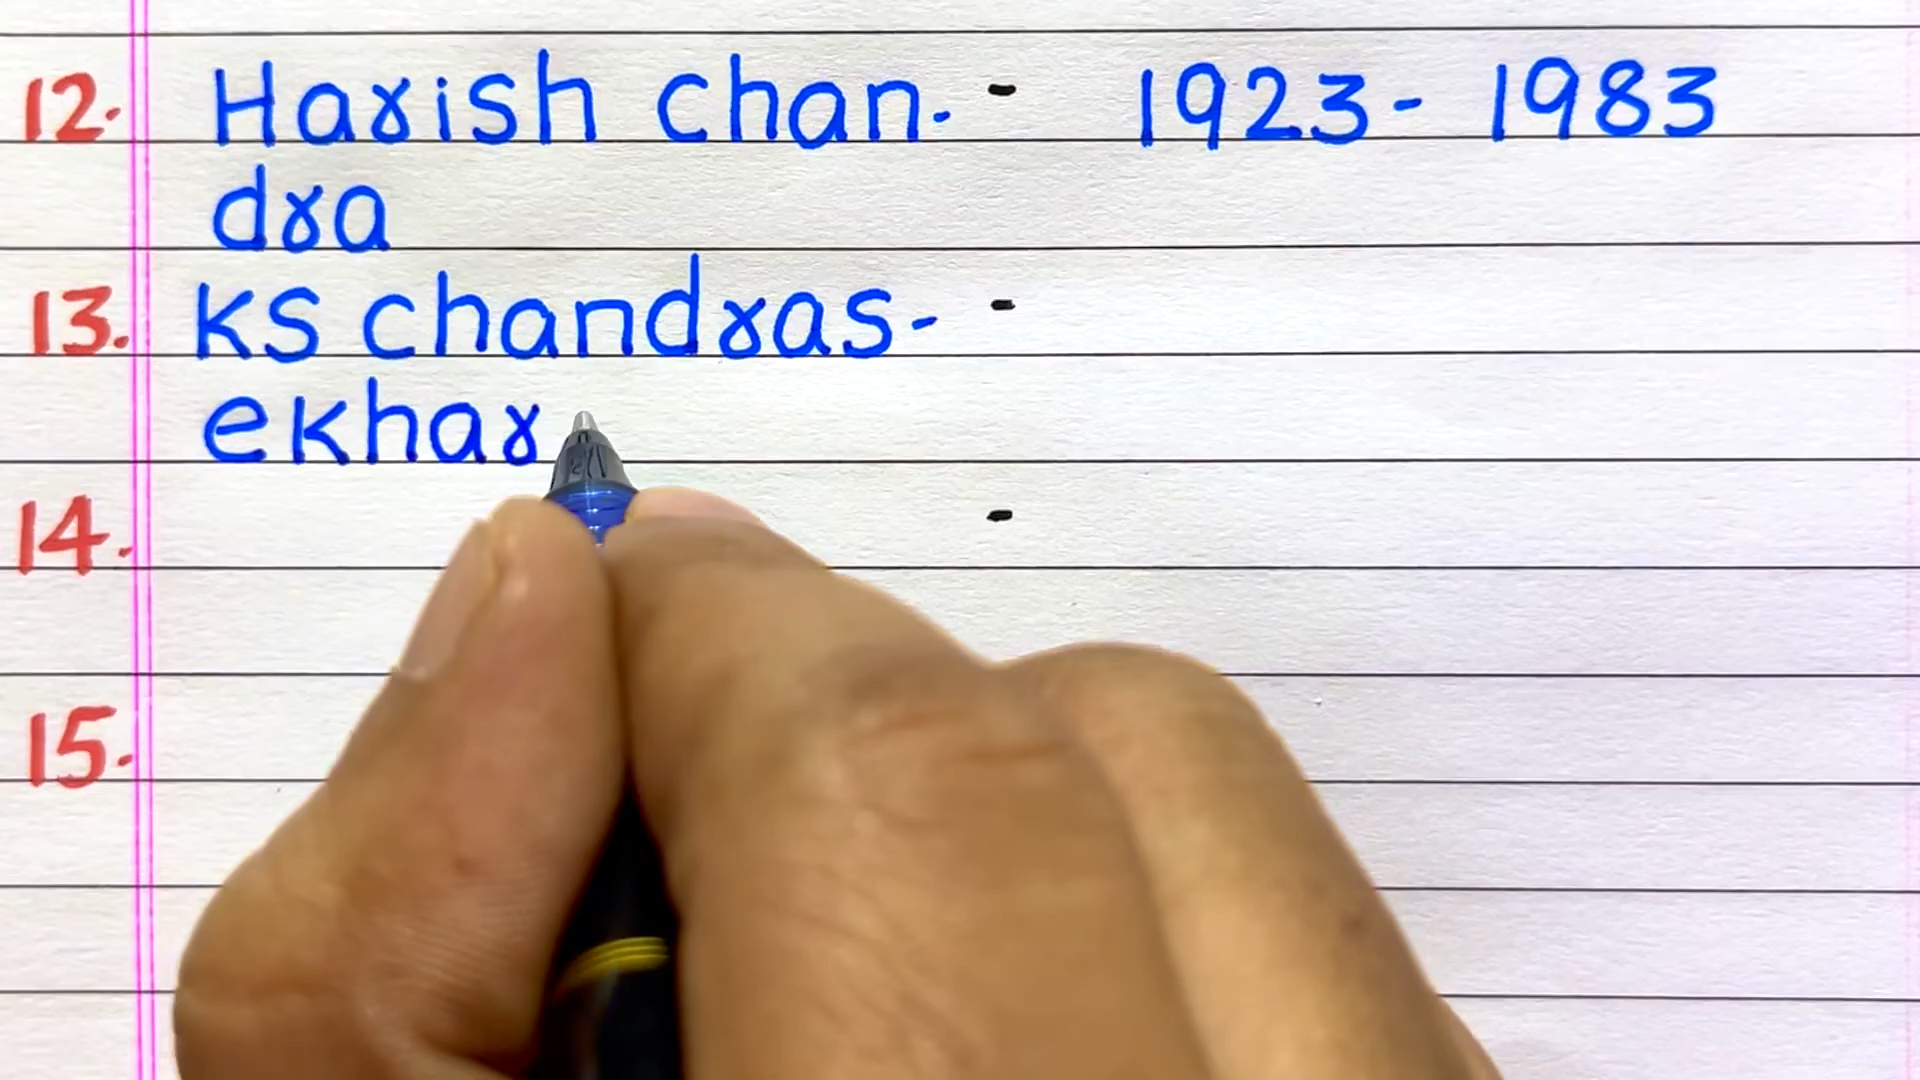 12. Harish chan. - 1923 - 1983
dra
13. KS chandras- -
ekhar
14. -
15.